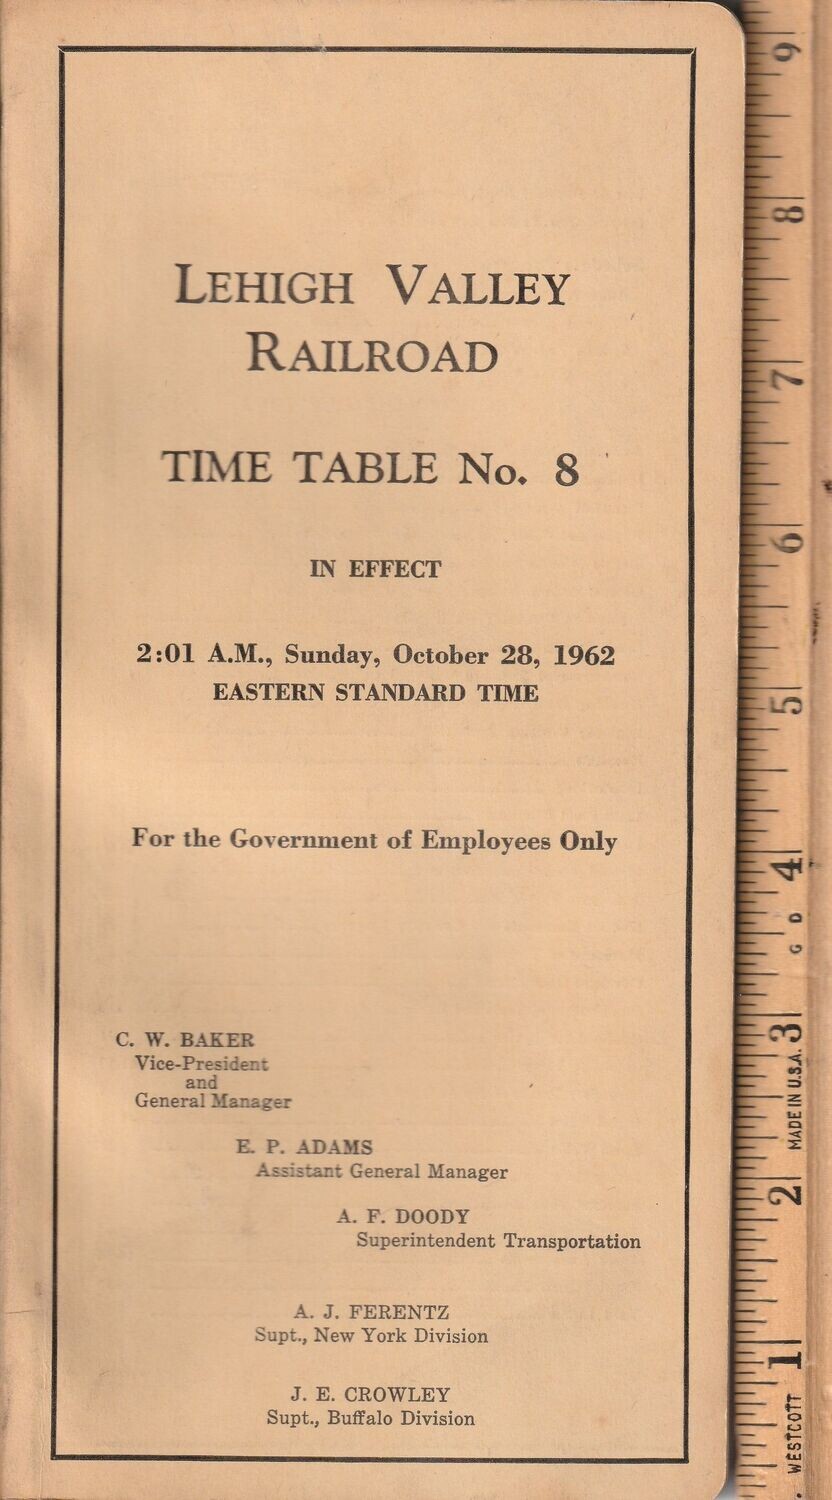 LEHIGH VALLEY
RAILROAD
TIME TABLE No. 8
IN EFFECT
2:01 A.M., Sunday, October 28, 1962
EASTERN STANDARD TIME
For the Government of Employees Only
C. W. BAKER
Vice-President
and
General Manager
E. P. ADAMS
Assistant General Manager
A. F. DOODY
Superintendent Transportation
A. J. FERENTZ
Supt., New York Division
J. E. CROWLEY
Supt., Buffalo Division
WESTCOTT 1 2 MADE IN U.S.A. 3 G D 4 5 6 7 8 9